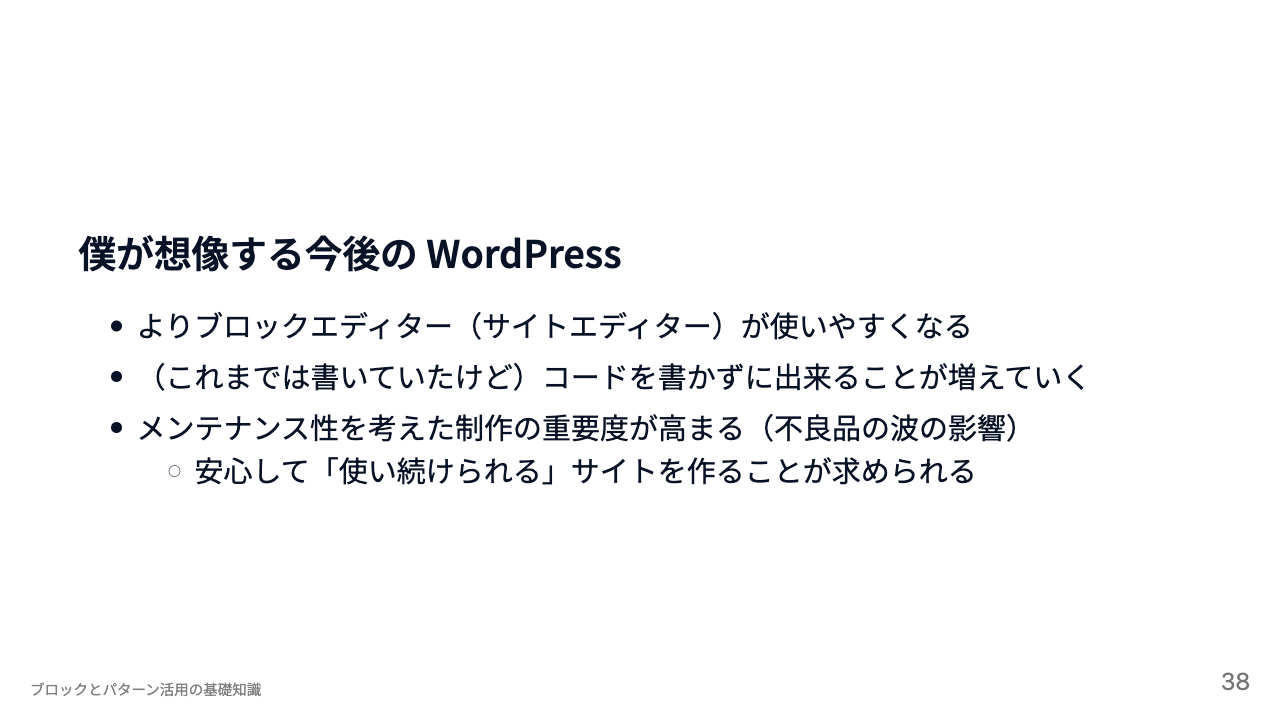 僕が想像する今後の WordPress
よりブロックエディター（サイトエディター）が使いやすくなる
（これまでは書いていたけど）コードを書かずに出来ることが増えていく
メンテナンス性を考えた制作の重要度が高まる（不良品の波の影響）
安心して「使い続けられる」サイトを作ることが求められる
ブロックとパターン活用の基礎知識
38